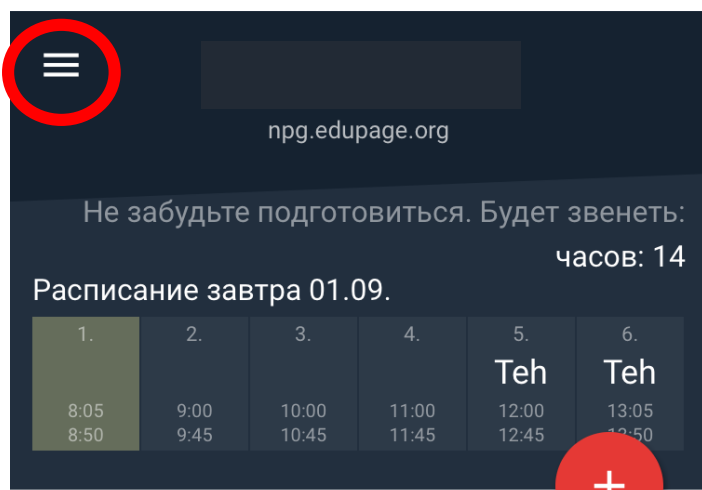 npg.edupage.org
Не забудьте подготовиться. Будет звенеть:
часов: 14
Расписание завтра 01.09.
1. 2. 3. 4. 5. 6.
Teh Teh
8:05 9:00 10:00 11:00 12:00 13:05
8:50 9:45 10:45 11:45 12:45 13:50
+